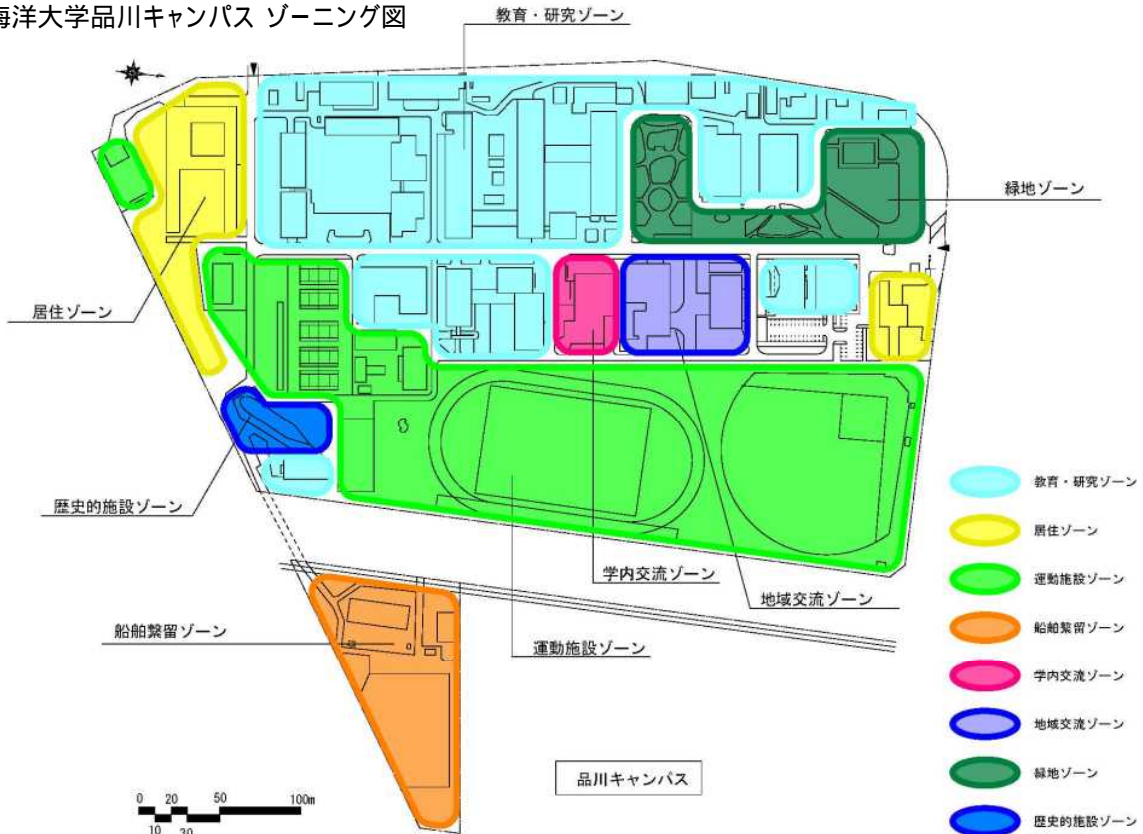 海洋大学品川キャンパス ゾーニング図
教育・研究ゾーン
緑地ゾーン
居住ゾーン
歴史的施設ゾーン
学内交流ゾーン
地域交流ゾーン
船舶繋留ゾーン
運動施設ゾーン
教育・研究ゾーン
居住ゾーン
運動施設ゾーン
船舶繋留ゾーン
学内交流ゾーン
地域交流ゾーン
緑地ゾーン
歴史的施設ゾーン
品川キャンパス
0 20 50 100m
10 30